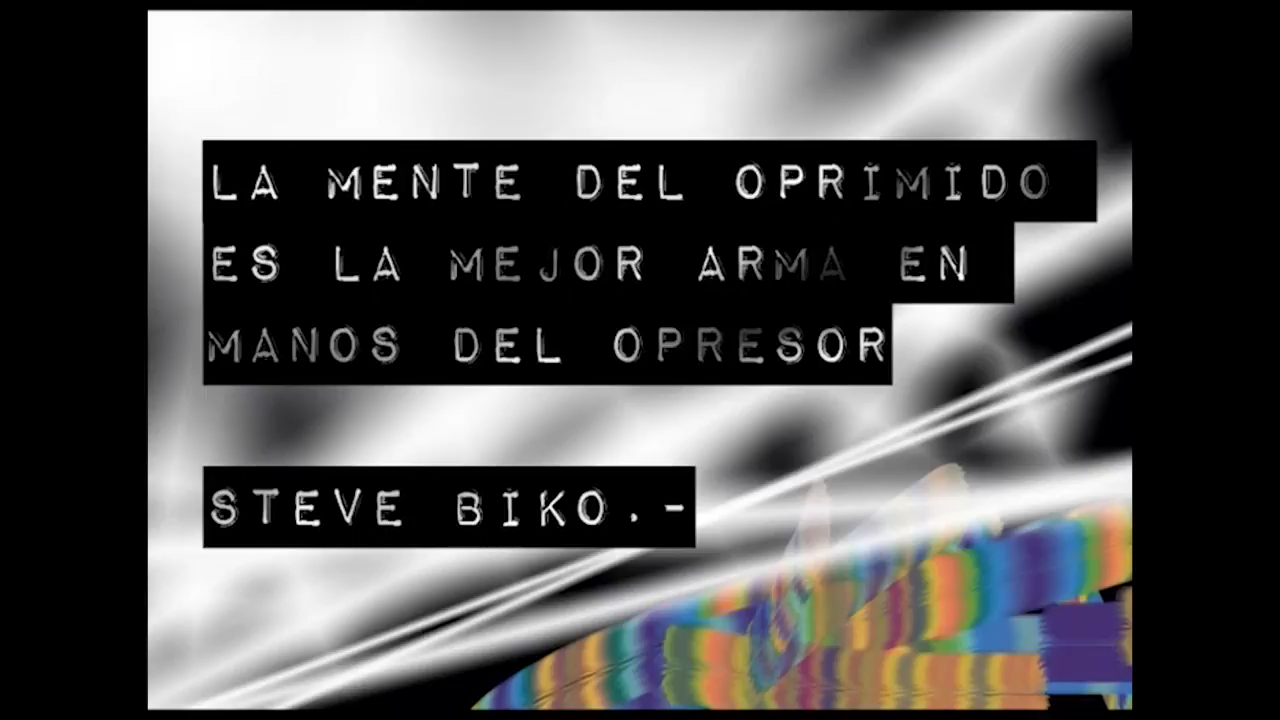 LA MENTE DEL OPRIMIDO
ES LA MEJOR ARMA EN
MANOS DEL OPRESOR
STEVE BIKO.-